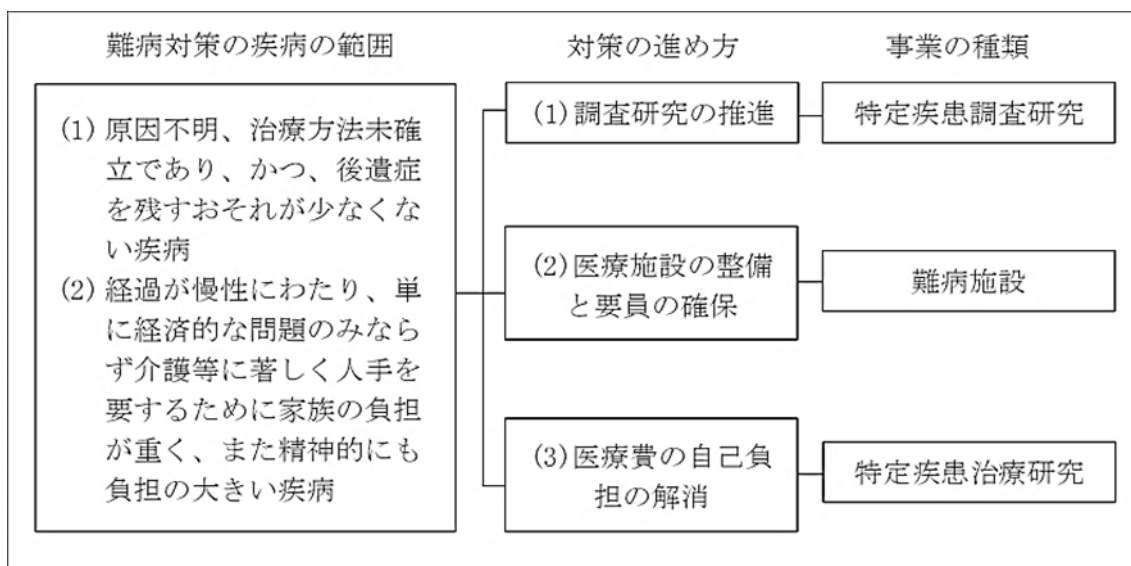 難病対策の疾病の範囲
対策の進め方
事業の種類
(1) 原因不明、治療方法未確
立であり、かつ、後遺症
を残すおそれが少なくな
い疾病
(2) 経過が慢性にわたり、単
に経済的な問題のみなら
ず介護等に著しく人手を
要するために家族の負担
が重く、また精神的にも
負担の大きい疾病
(1) 調査研究の推進
特定疾患調査研究
(2) 医療施設の整備
と要員の確保
難病施設
(3) 医療費の自己負
担の解消
特定疾患治療研究